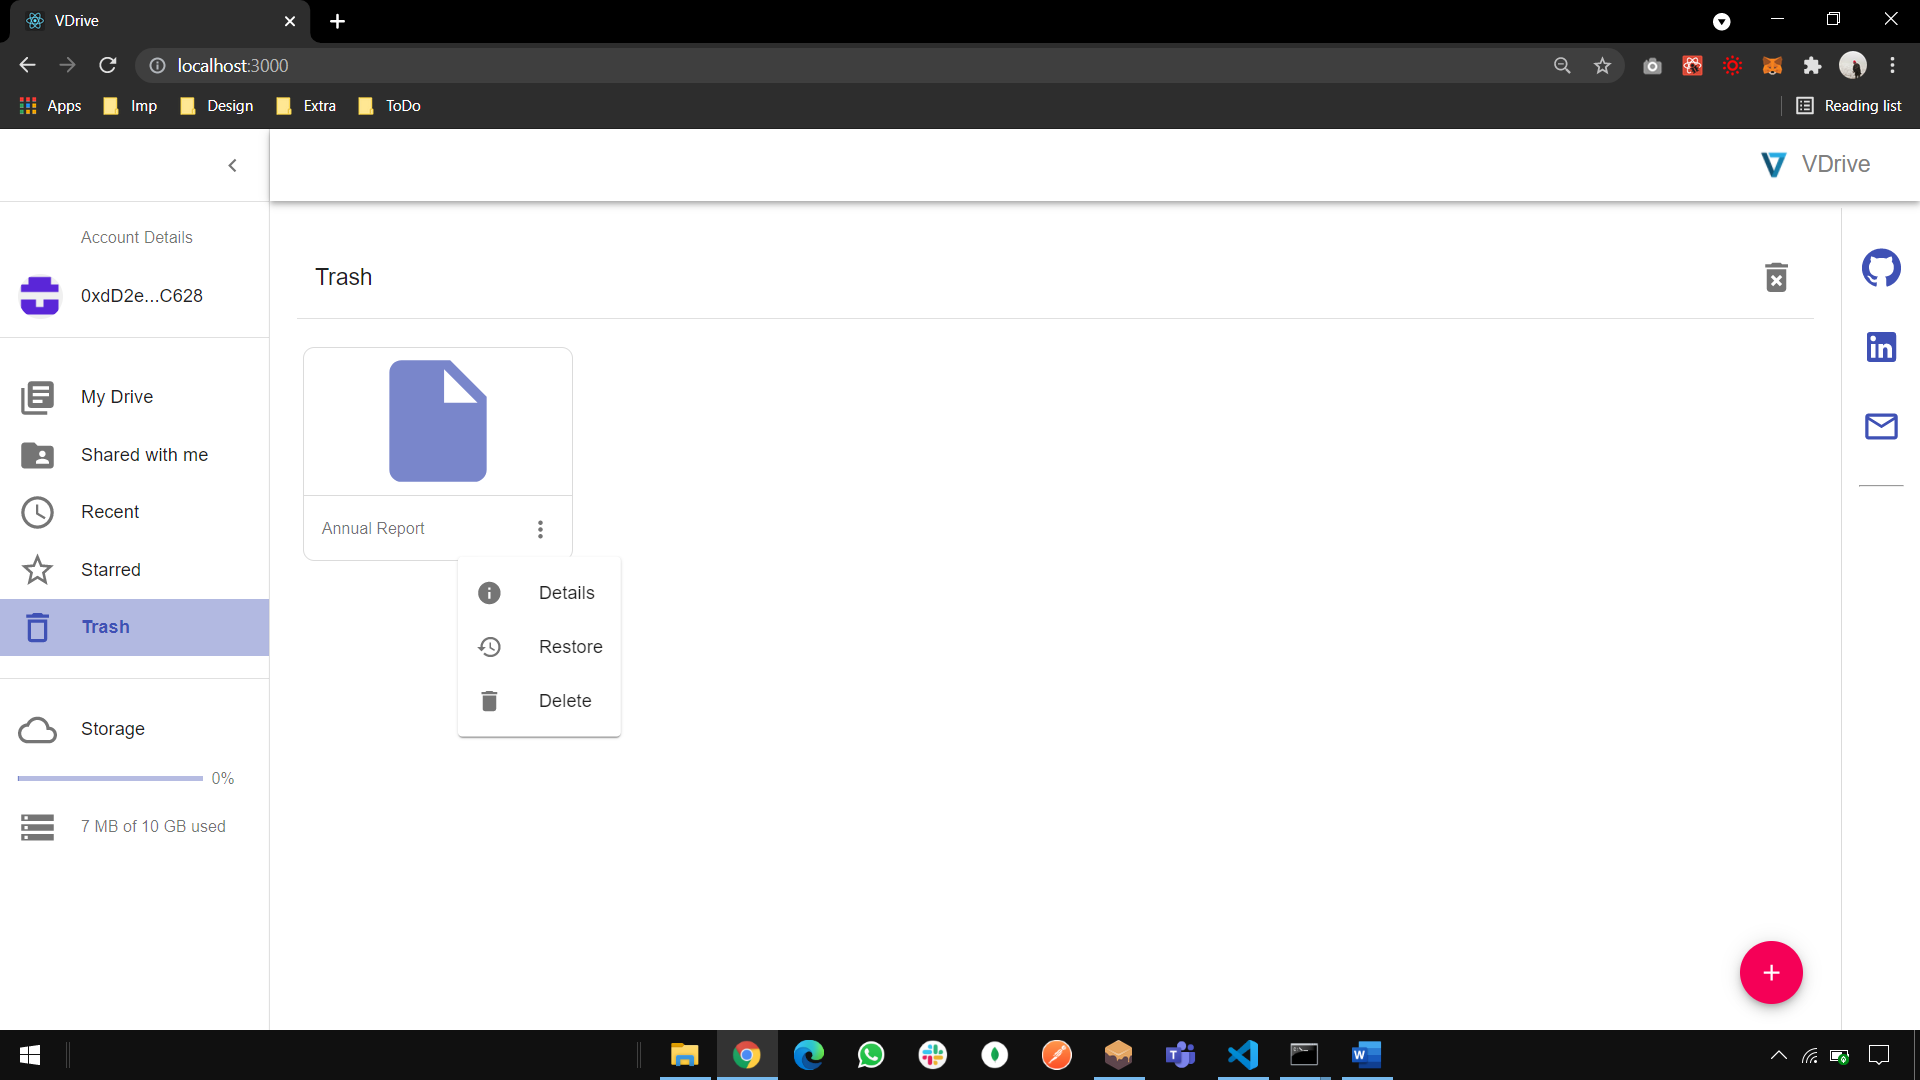 VDrive
localhost:3000
Apps
Imp
Design
Extra
ToDo
Reading list
VDrive
Account Details
0xdD2e...C628
My Drive
Shared with me
Recent
Starred
Trash
Storage
0%
7 MB of 10 GB used
Trash
Annual Report
Details
Restore
Delete